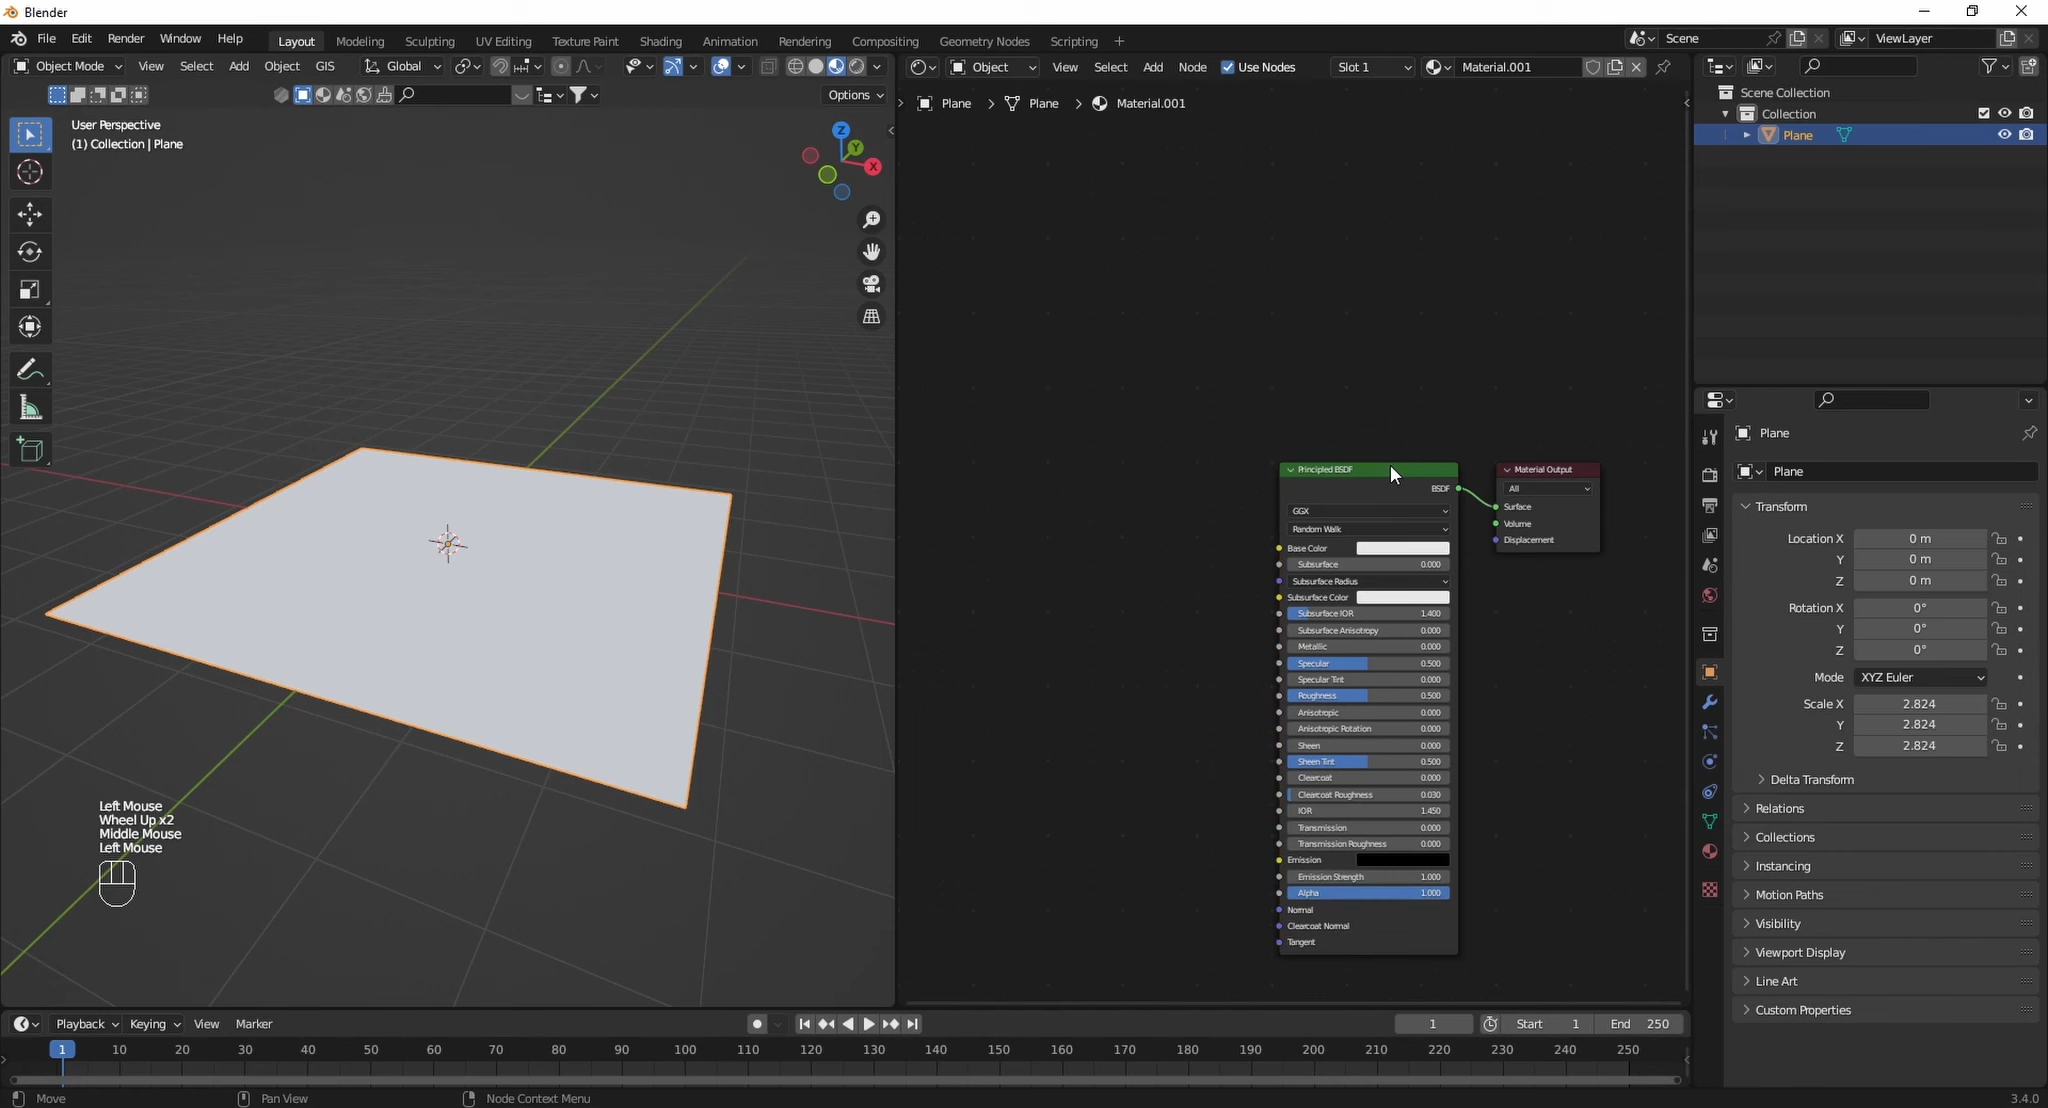 Blender
File Edit Render Window Help Layout Modeling Sculpting UV Editing Texture Paint Shading Animation Rendering Compositing Geometry Nodes Scripting + Scene ViewLayer
Object Mode View Select Add Object GIS Global Object View Select Add Node Use Nodes Slot 1 Material.001
Options
Plane > Plane > Material.001
User Perspective
(1) Collection | Plane
Z
Y
X
Left Mouse
Wheel Up x2
Middle Mouse
Left Mouse
Principled BSDF
BSDF
GGX
Random Walk
Base Color
Subsurface 0.000
Subsurface Radius
Subsurface Color
Subsurface IOR 1.400
Subsurface Anisotropy 0.000
Metallic 0.000
Specular 0.500
Specular Tint 0.000
Roughness 0.500
Anisotropic 0.000
Anisotropic Rotation 0.000
Sheen 0.000
Sheen Tint 0.500
Clearcoat 0.000
Clearcoat Roughness 0.030
IOR 1.450
Transmission 0.000
Transmission Roughness 0.000
Emission
Emission Strength 1.000
Alpha 1.000
Normal
Clearcoat Normal
Tangent
Material Output
All
Surface
Volume
Displacement
Scene Collection
Collection
Plane
Plane
Plane
Transform
Location X 0 m
Y 0 m
Z 0 m
Rotation X 0°
Y 0°
Z 0°
Mode XYZ Euler
Scale X 2.824
Y 2.824
Z 2.824
Delta Transform
Relations
Collections
Instancing
Motion Paths
Visibility
Viewport Display
Line Art
Custom Properties
Playback Keying View Marker 1 Start 1 End 250
1 10 20 30 40 50 60 70 80 90 100 110 120 130 140 150 160 170 180 190 200 210 220 230 240 250
Move Pan View Node Context Menu 3.4.0